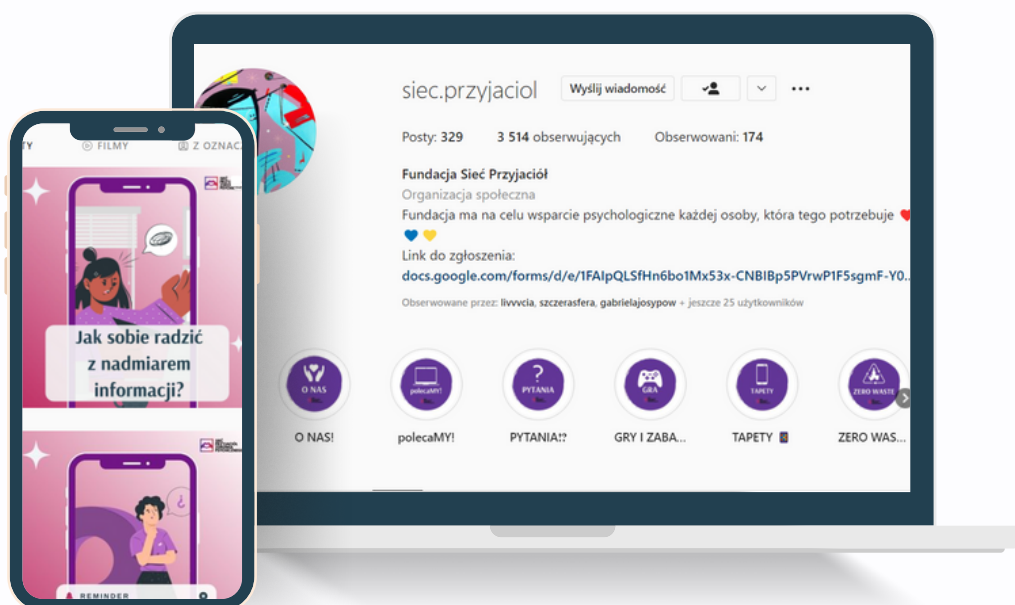 siec.przyjaciol Wyślij wiadomość
Posty: 329 3 514 obserwujących Obserwowani: 174
Fundacja Sieć Przyjaciół
Organizacja społeczna
Fundacja ma na celu wsparcie psychologiczne każdej osoby, która tego potrzebuje ❤️
💙 💛
Link do zgłoszenia:
docs.google.com/forms/d/e/1FAIpQLSfHn6bo1Mx53x-CNBIBp5PVrwP1F5sgmF-Y0..
Obserwowane przez: livvvcia, szczerasfera, gabrielajosypow + jeszcze 25 użytkowników
O NAS
polecaMY!
PYTANIA
GRA
TAPETY
ZERO WASTE
O NAS! polecaMY! PYTANIA!? GRY I ZABA... TAPETY ZERO WAS...
TY FILMY Z OZNAC
Jak sobie radzić
z nadmiarem
informacji?
REMINDER